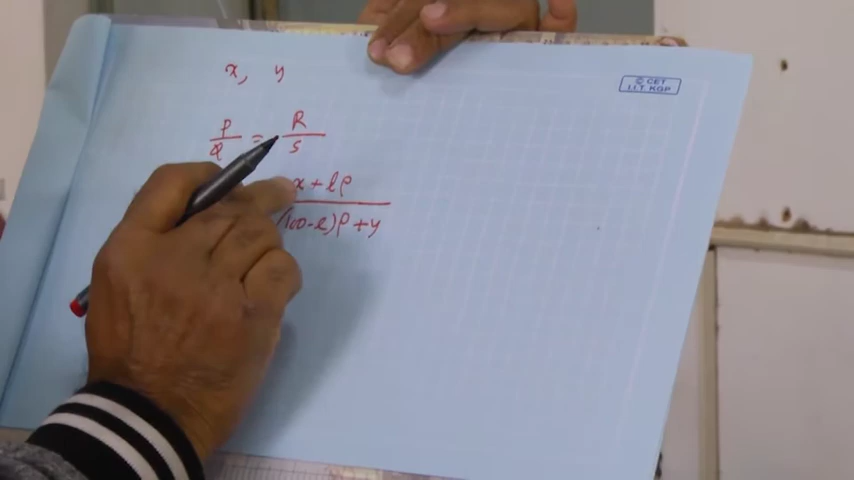 x, y
P/Q = R/S
x + lρ / (100-l)ρ + y
© CET
I.I.T. KGP